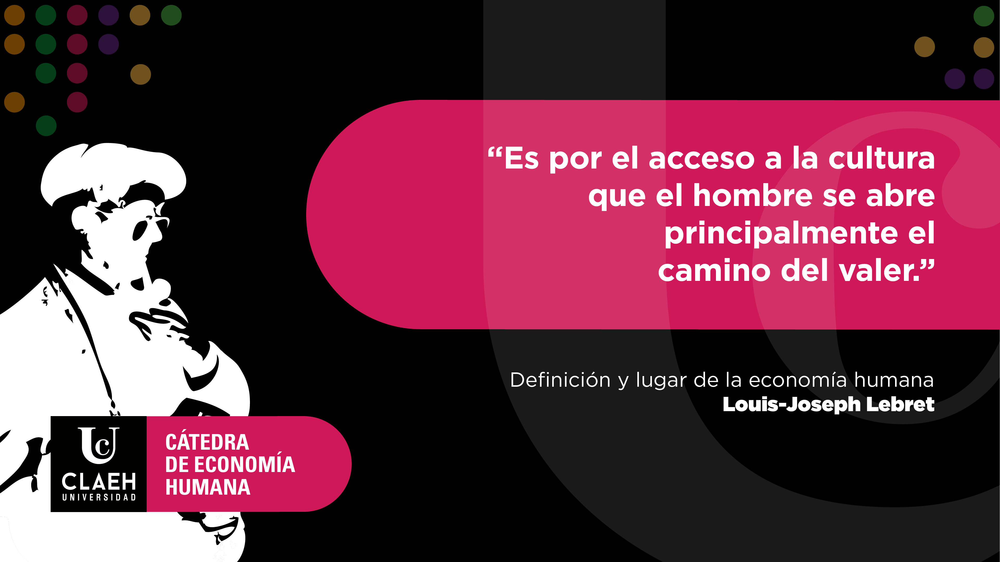 “Es por el acceso a la cultura
que el hombre se abre
principalmente el
camino del valer.”
Definición y lugar de la economía humana
Louis-Joseph Lebret
UC
CLAEH
UNIVERSIDAD
CÁTEDRA
DE ECONOMÍA
HUMANA